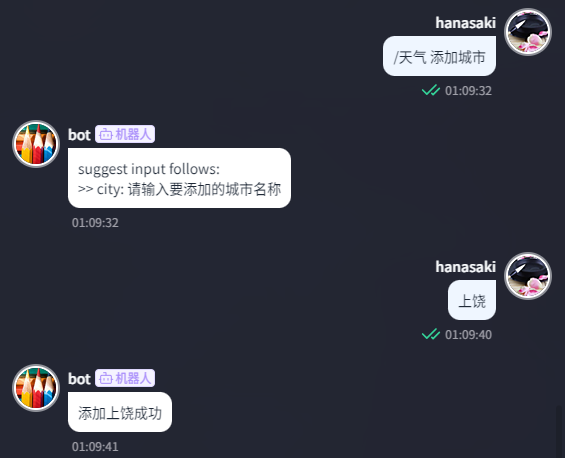 hanasaki
/天气 添加城市
01:09:32
bot 机器人
suggest input follows:
>> city: 请输入要添加的城市名称
01:09:32
hanasaki
上饶
01:09:40
bot 机器人
添加上饶成功
01:09:41